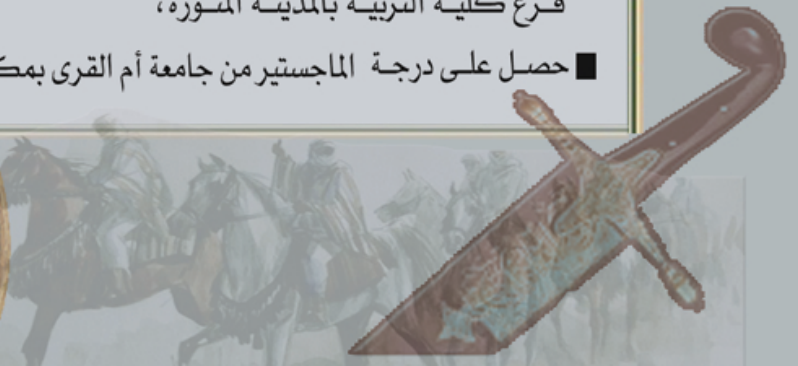 فرع كلية التربية بالمدينة المنورة،
■ حصل على درجة الماجستير من جامعة أم القرى بمك